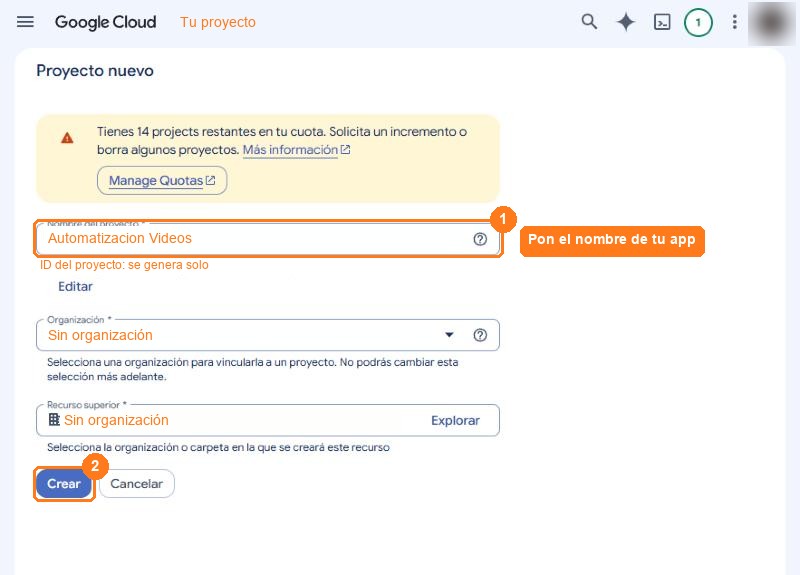 Google Cloud
Tu proyecto
1
Proyecto nuevo
Tienes 14 projects restantes en tu cuota. Solicita un incremento o
borra algunos proyectos. Más información
Manage Quotas
Nombre del proyecto *
1
Automatizacion Videos
Pon el nombre de tu app
ID del proyecto: se genera solo
Editar
Organización *
Sin organización
Selecciona una organización para vincularla a un proyecto. No podrás cambiar esta
selección más adelante.
Recurso superior *
Sin organización
Explorar
Selecciona la organización o carpeta en la que se creará este recurso
2
Crear
Cancelar